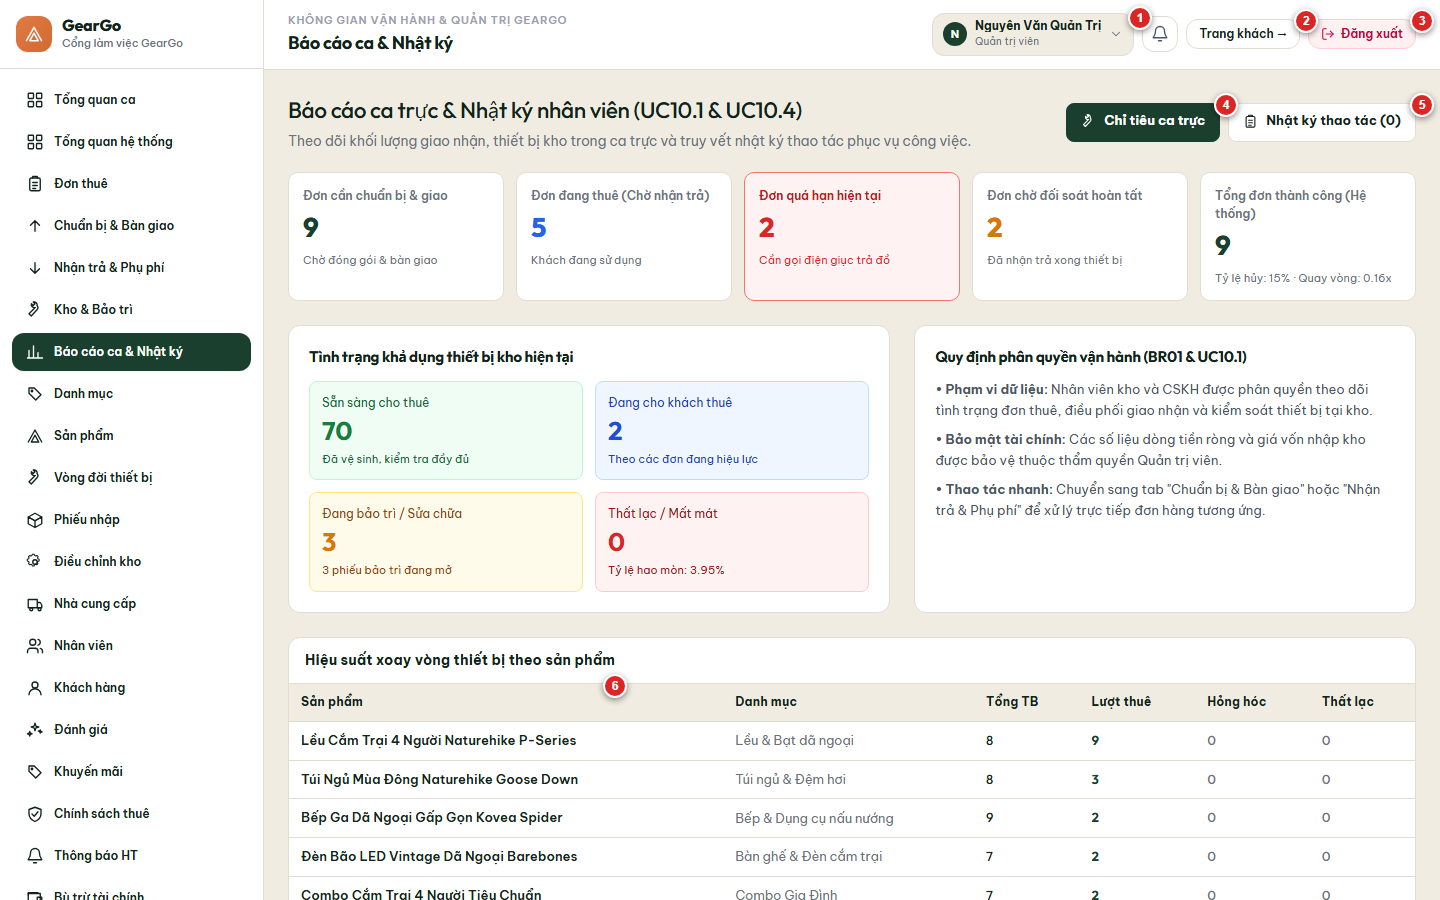 GearGo
Cổng làm việc GearGo
Tổng quan ca
Tổng quan hệ thống
Đơn thuê
Chuẩn bị & Bàn giao
Nhận trả & Phụ phí
Kho & Bảo trì
Báo cáo ca & Nhật ký
Danh mục
Sản phẩm
Vòng đời thiết bị
Phiếu nhập
Điều chỉnh kho
Nhà cung cấp
Nhân viên
Khách hàng
Đánh giá
Khuyến mãi
Chính sách thuê
Thông báo HT
Bù trừ tài chính
KHÔNG GIAN VẬN HÀNH & QUẢN TRỊ GEARGO
Báo cáo ca & Nhật ký
N
Nguyễn Văn Quản Trị
Quản trị viên
1
Trang khách →
2
Đăng xuất
3
Báo cáo ca trực & Nhật ký nhân viên (UC10.1 & UC10.4)
Theo dõi khối lượng giao nhận, thiết bị kho trong ca trực và truy vết nhật ký thao tác phục vụ công việc.
Chỉ tiêu ca trực
4
Nhật ký thao tác (0)
5
Đơn cần chuẩn bị & giao
9
Chờ đóng gói & bàn giao
Đơn đang thuê (Chờ nhận trả)
5
Khách đang sử dụng
Đơn quá hạn hiện tại
2
Cần gọi điện giục trả đồ
Đơn chờ đối soát hoàn tất
2
Đã nhận trả xong thiết bị
Tổng đơn thành công (Hệ
thống)
9
Tỷ lệ hủy: 15% · Quay vòng: 0.16x
Tình trạng khả dụng thiết bị kho hiện tại
Sẵn sàng cho thuê
70
Đã vệ sinh, kiểm tra đầy đủ
Đang cho khách thuê
2
Theo các đơn đang hiệu lực
Đang bảo trì / Sửa chữa
3
3 phiếu bảo trì đang mở
Thất lạc / Mất mát
0
Tỷ lệ hao mòn: 3.95%
Quy định phân quyền vận hành (BR01 & UC10.1)
• Phạm vi dữ liệu: Nhân viên kho và CSKH được phân quyền theo dõi
tình trạng đơn thuê, điều phối giao nhận và kiểm soát thiết bị tại kho.
• Bảo mật tài chính: Các số liệu dòng tiền ròng và giá vốn nhập kho
được bảo vệ thuộc thẩm quyền Quản trị viên.
• Thao tác nhanh: Chuyển sang tab "Chuẩn bị & Bàn giao" hoặc "Nhận
trả & Phụ phí" để xử lý trực tiếp đơn hàng tương ứng.
Hiệu suất xoay vòng thiết bị theo sản phẩm
6
Sản phẩm Danh mục Tổng TB Lượt thuê Hỏng hóc Thất lạc
Lều Cắm Trại 4 Người Naturehike P-Series Lều & Bạt dã ngoại 8 9 0 0
Túi Ngủ Mùa Đông Naturehike Goose Down Túi ngủ & Đệm hơi 8 3 0 0
Bếp Ga Dã Ngoại Gấp Gọn Kovea Spider Bếp & Dụng cụ nấu nướng 9 2 0 0
Đèn Bão LED Vintage Dã Ngoại Barebones Bàn ghế & Đèn cắm trại 7 2 0 0
Combo Cắm Trại 4 Người Tiêu Chuẩn Combo Gia Đình 7 2 0 0